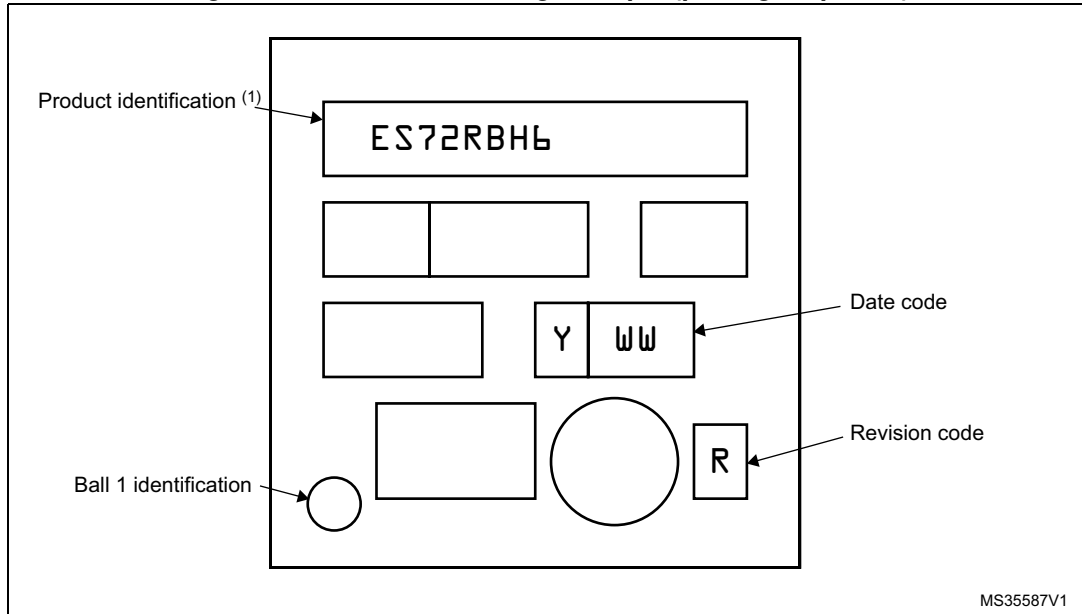 Product identification (1)
ES72RBH6
Date code
Y WW
Revision code
R
Ball 1 identification
MS35587V1